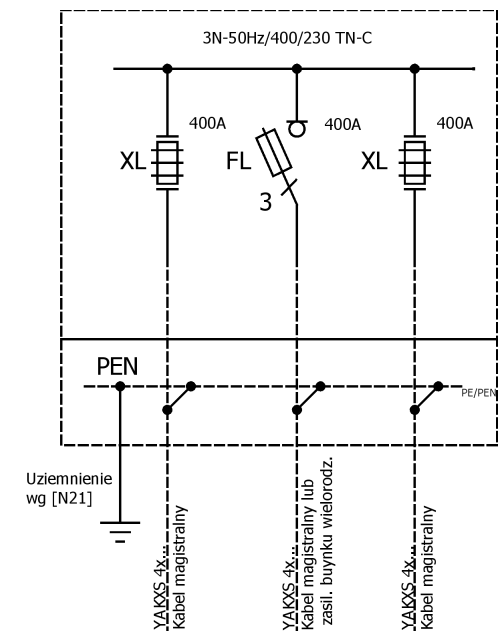 3N-50Hz/400/230 TN-C
400A
400A
400A
XL
FL
XL
3
PEN
PE/PEN
Uziemnienie
wg [N21]
YAKXS 4x...
Kabel magistralny
YAKXS 4x...
Kabel magistralny lub
zasil. buynku wielorodz.
YAKXS 4x...
Kabel magistralny